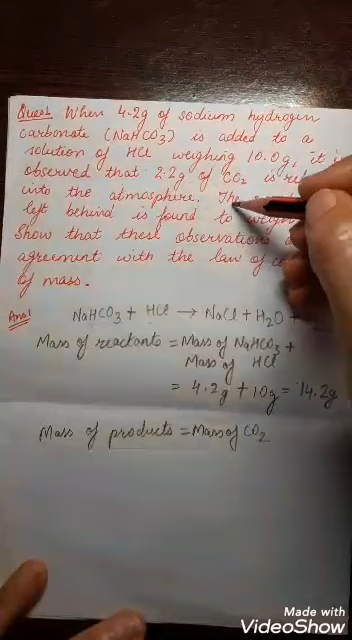 Ques! When 4.2g of sodium hydrogen
carbonate (NaHCO3) is added to a
solution of HCl weighing 10.0g, it
observed that 2.2g of CO2 is
into the atmosphere. The
left behind is found to
Show that these observations
agreement with the law of
of mass.
Ans! NaHCO3 + HCl → NaCl + H2O +
Mass of reactants = Mass of NaHCO3 +
Mass of HCl
= 4.2g + 10g = 14.2g
Mass of products = Mass of CO2
Made with
VideoShow